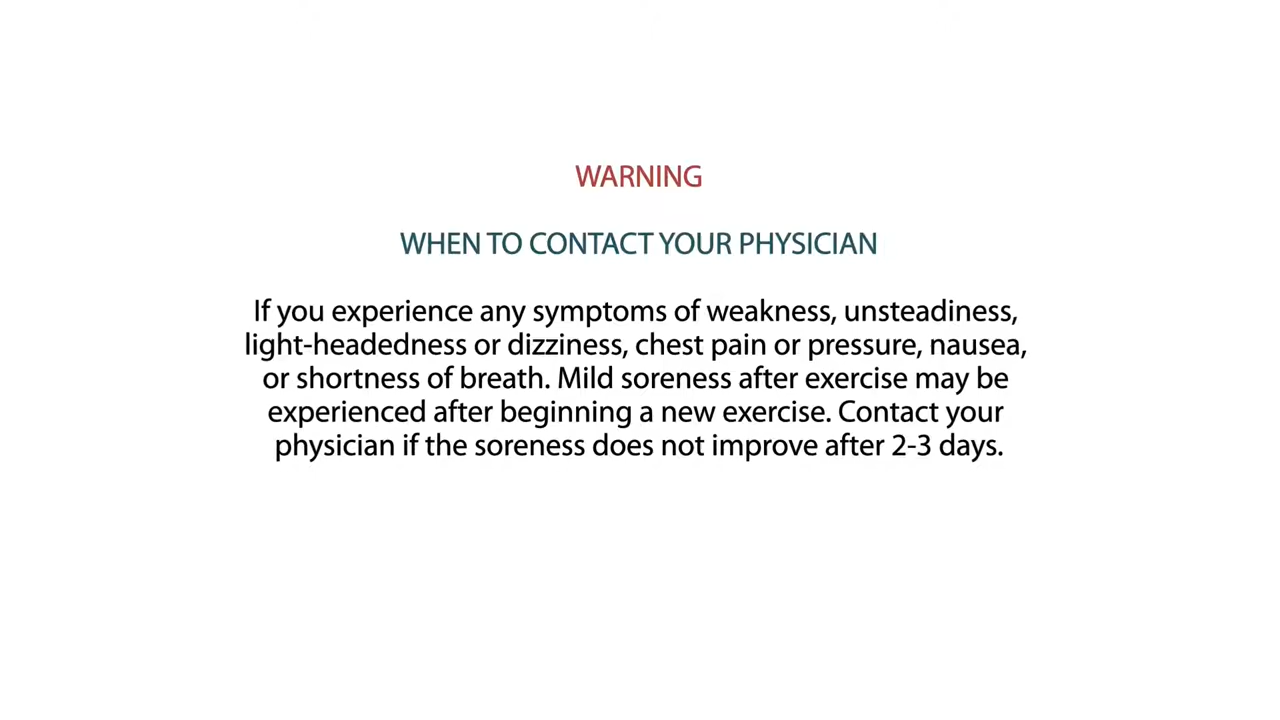 WARNING
WHEN TO CONTACT YOUR PHYSICIAN
If you experience any symptoms of weakness, unsteadiness,
light-headedness or dizziness, chest pain or pressure, nausea,
or shortness of breath. Mild soreness after exercise may be
experienced after beginning a new exercise. Contact your
physician if the soreness does not improve after 2-3 days.